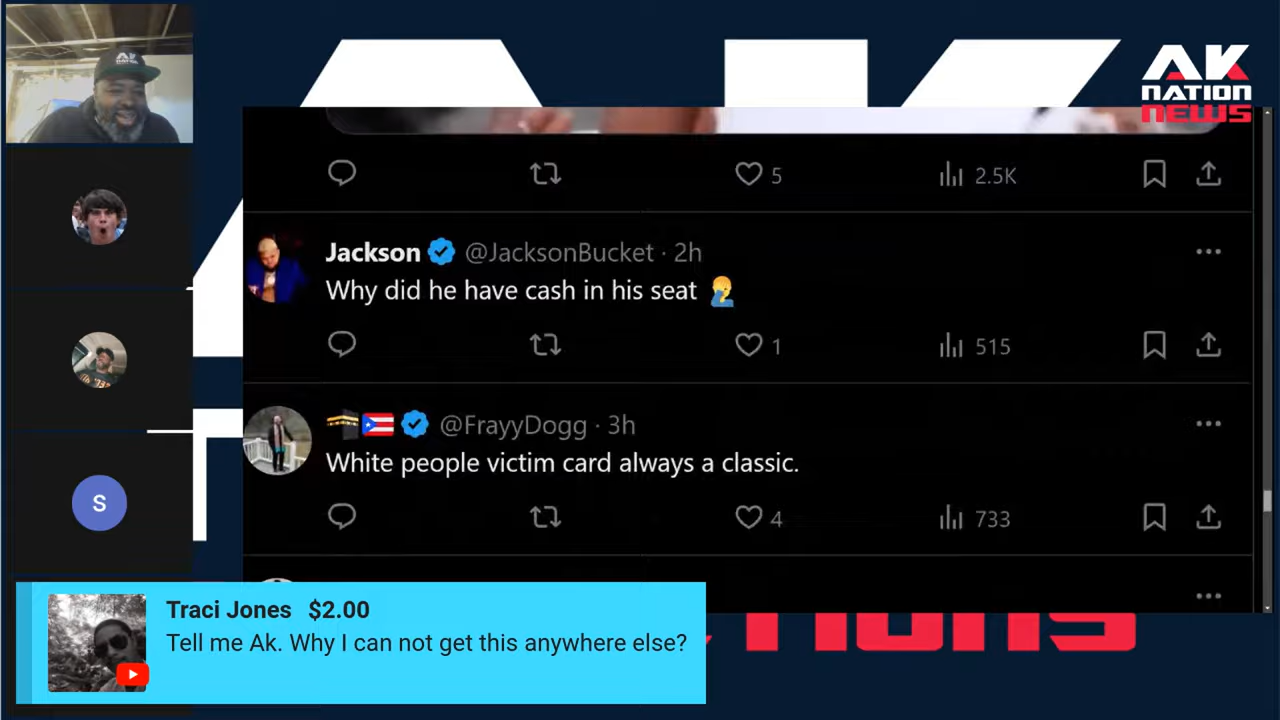 AK
NATION
NEWS
5
2.5K
Jackson @JacksonBucket · 2h
Why did he have cash in his seat 🤦‍♂️
1
515
@FrayyDogg · 3h
White people victim card always a classic.
4
733
S
Traci Jones $2.00
Tell me Ak. Why I can not get this anywhere else?